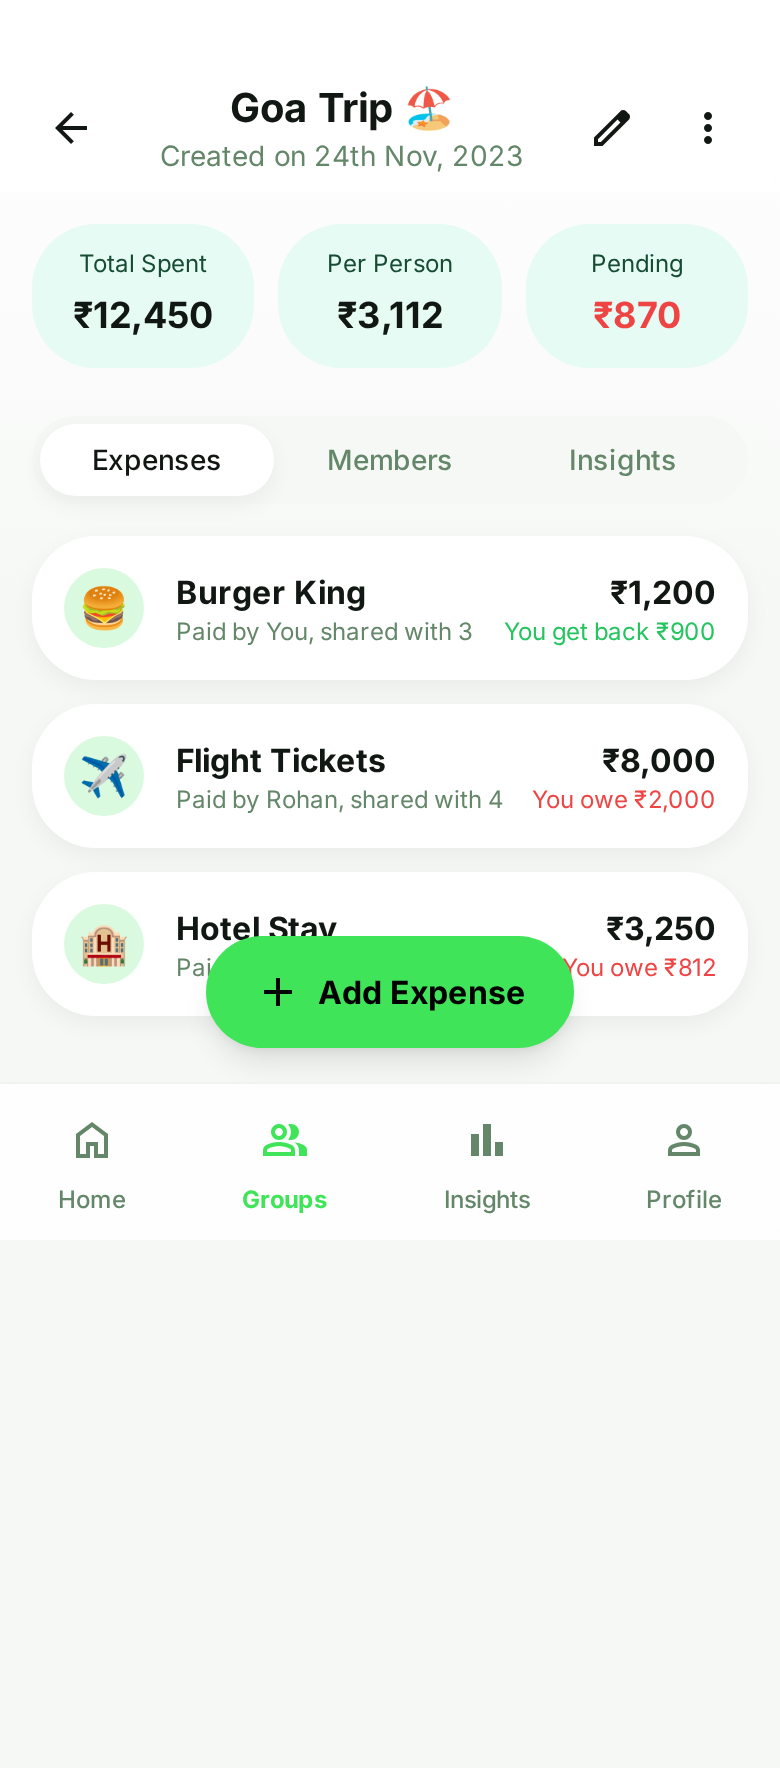 Goa Trip 🏖️
Created on 24th Nov, 2023
Total Spent
₹12,450
Per Person
₹3,112
Pending
₹870
Expenses
Members
Insights
Burger King
₹1,200
Paid by You, shared with 3
You get back ₹900
Flight Tickets
₹8,000
Paid by Rohan, shared with 4
You owe ₹2,000
Hotel Stay
₹3,250
You owe ₹812
Add Expense
Home
Groups
Insights
Profile